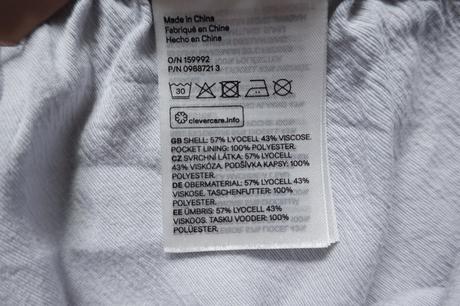 Made in China
Fabriqué en China
Hecho en China
O/N 159992
P/N 0988721 3
30
clevercare.info
GB SHELL: 57% LYOCELL 43% VISCOSE.
POCKET LINING: 100% POLYESTER.
CZ SVRCHNÍ LÁTKA: 57% LYOCELL
43% VISKÓZA. PODŠÍVKA KAPSY: 100%
POLYESTER.
DE OBERMATERIAL: 57% LYOCELL 43%
VISKOSE. TASCHENFUTTER: 100%
POLYESTER.
EE ÜMBRIS: 57% LYOCELL 43%
VISKOOS. TASKU VOODER: 100%
POLÜESTER.